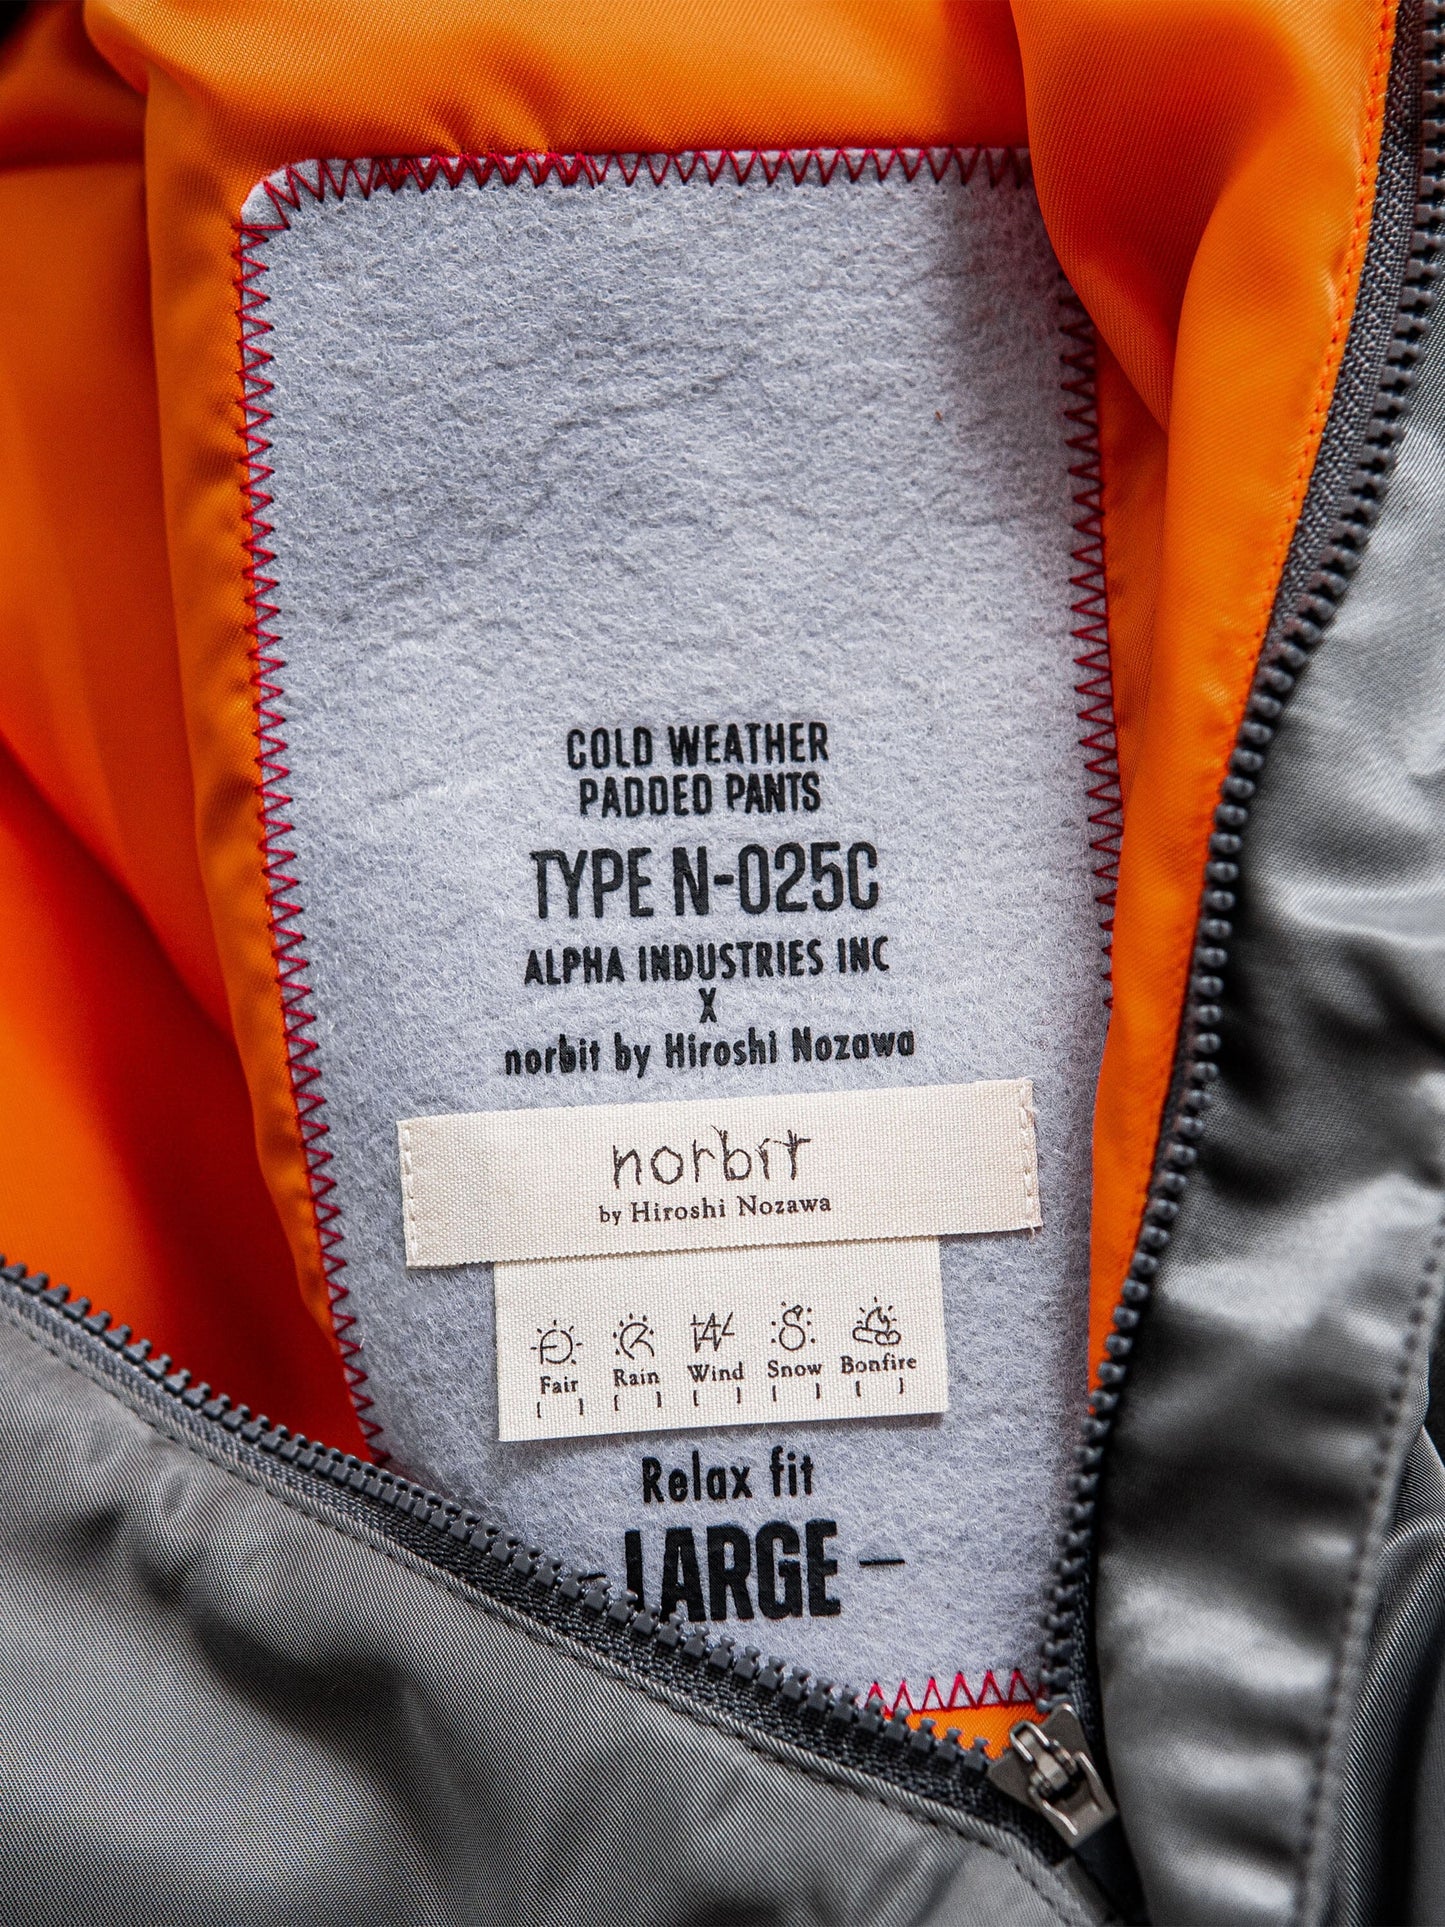 COLD WEATHER
PADDED PANTS
TYPE N-025C
ALPHA INDUSTRIES INC
X
norbit by Hiroshi Nozawa
norbit
by Hiroshi Nozawa
Fair Rain Wind Snow Bonfire
[ ] [ ] [ ] [ ] [ ]
Relax fit
- LARGE -